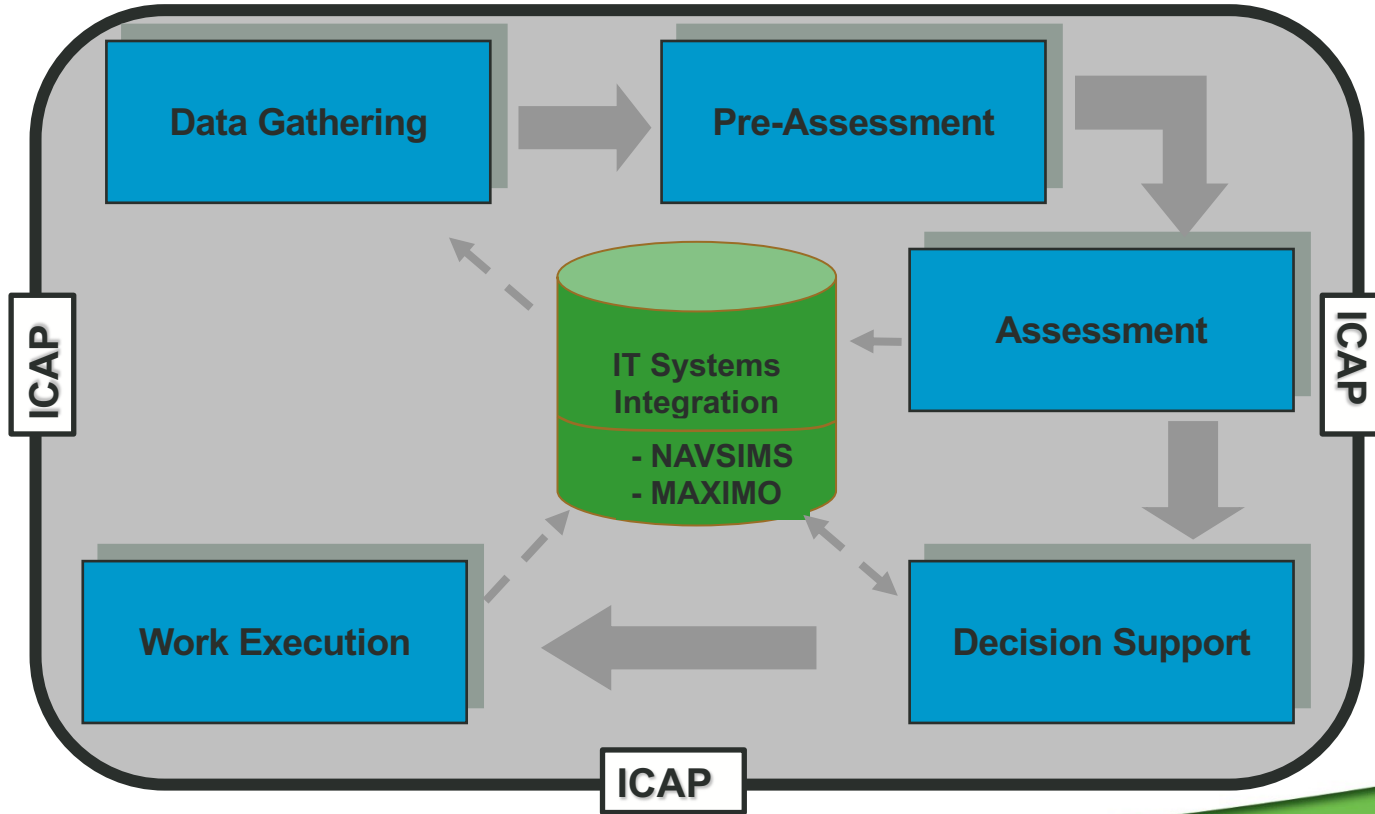 Data Gathering
Pre-Assessment
ICAP
IT Systems
Integration
- NAVSIMS
- MAXIMO
Assessment
ICAP
Work Execution
Decision Support
ICAP